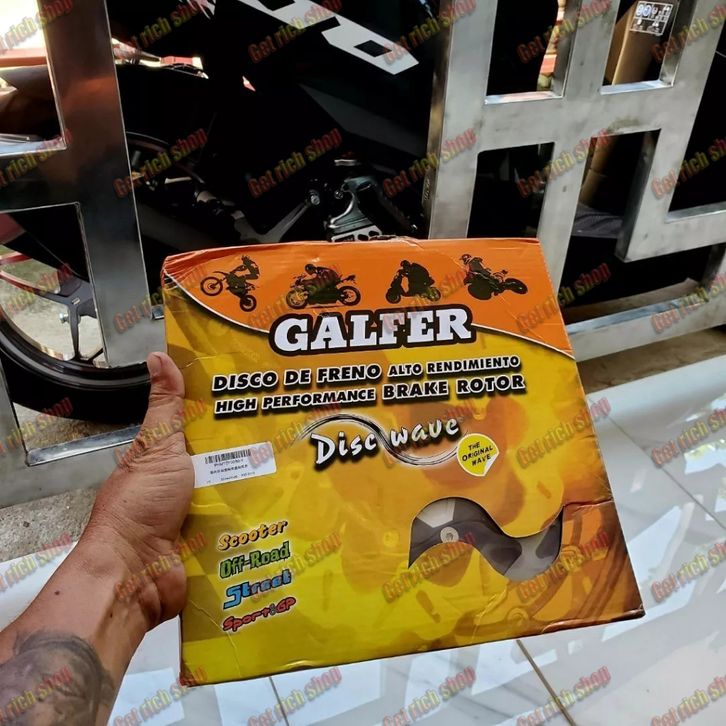 GALFER
DISCO DE FRENO ALTO RENDIMIENTO
HIGH PERFORMANCE BRAKE ROTOR
Disc wave
THE
ORIGINAL
WAVE
Scooter
Off-Road
Street
Sport & GP
Get rich shop